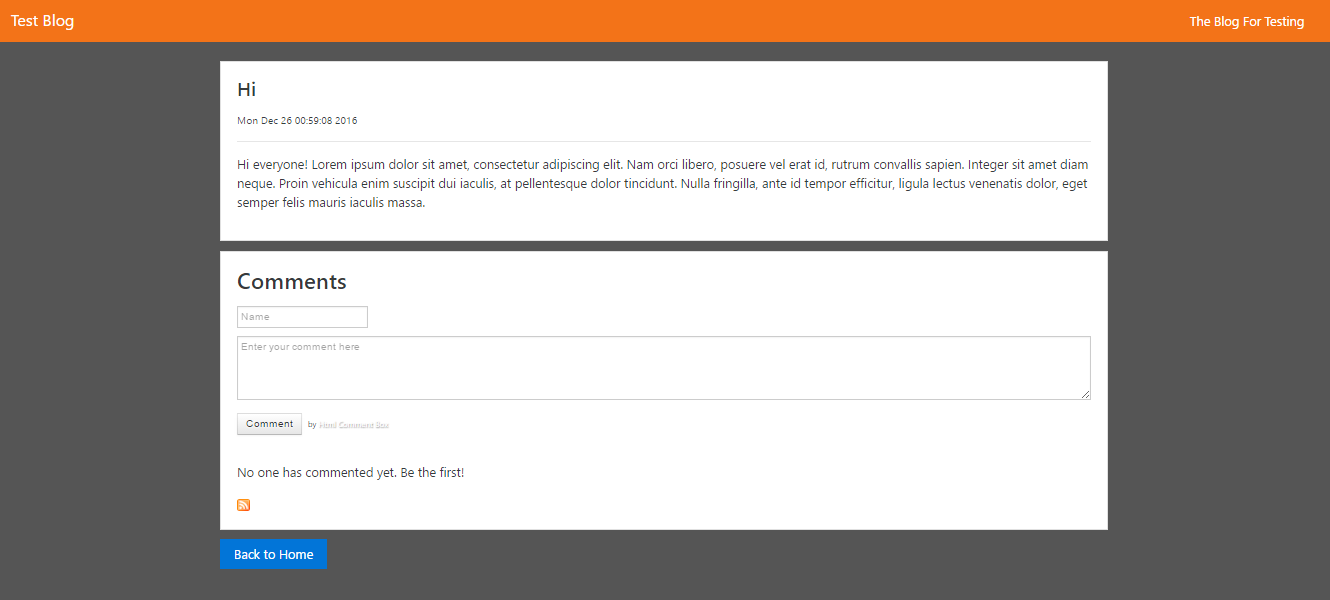 Test Blog
The Blog For Testing
Hi
Mon Dec 26 00:59:08 2016
Hi everyone! Lorem ipsum dolor sit amet, consectetur adipiscing elit. Nam orci libero, posuere vel erat id, rutrum convallis sapien. Integer sit amet diam
neque. Proin vehicula enim suscipit dui iaculis, at pellentesque dolor tincidunt. Nulla fringilla, ante id tempor efficitur, ligula lectus venenatis dolor, eget
semper felis mauris iaculis massa.
Comments
Name
Enter your comment here
Comment by Html Comment Box
No one has commented yet. Be the first!
Back to Home